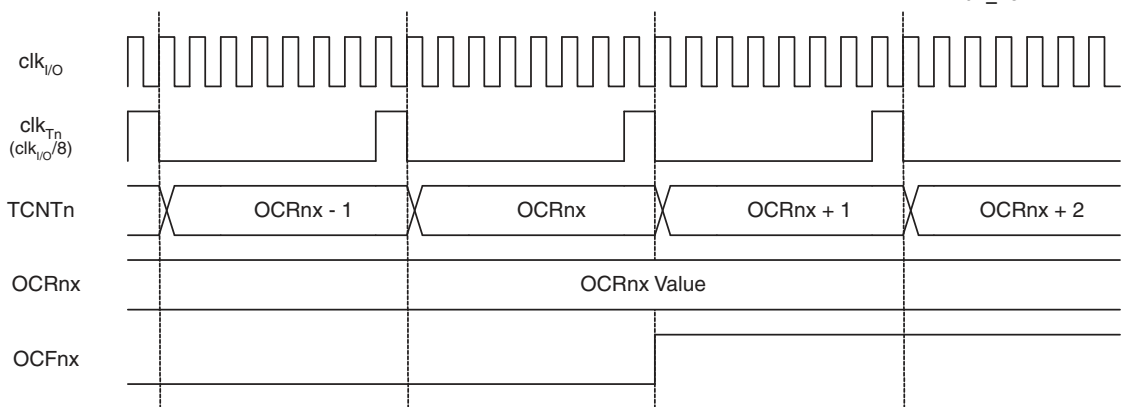 clkI/O
clkTn
(clkI/O/8)
TCNTn
OCRnx - 1
OCRnx
OCRnx + 1
OCRnx + 2
OCRnx
OCRnx Value
OCFnx